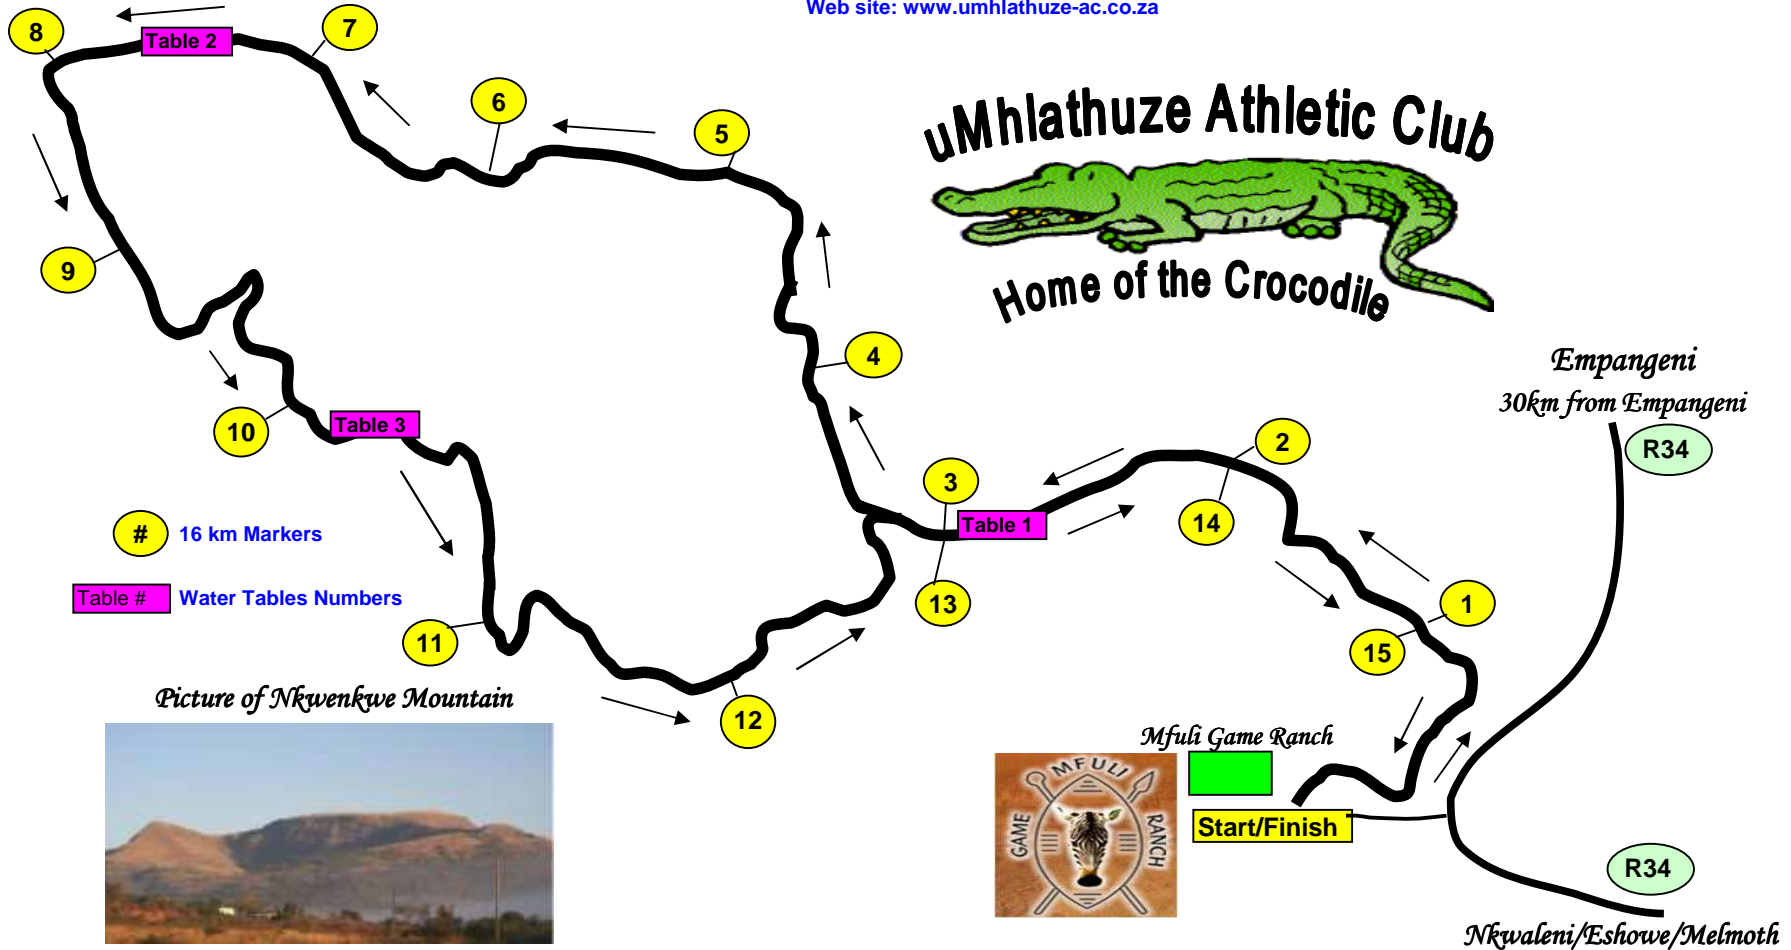 Web site: www.umhlathuze-ac.co.za
8
Table 2
7
6
5
uMhlathuze Athletic Club
Home of the Crocodile
9
4
10
Table 3
Empangeni
30km from Empangeni
R34
2
3
Table 1
14
# 16 km Markers
Table # Water Tables Numbers
13
1
11
15
12
Picture of Nkwenkwe Mountain
Mfuli Game Ranch
MFULI
GAME
RANCH
Start/Finish
R34
Nkwaleni/Eshowe/Melmoth